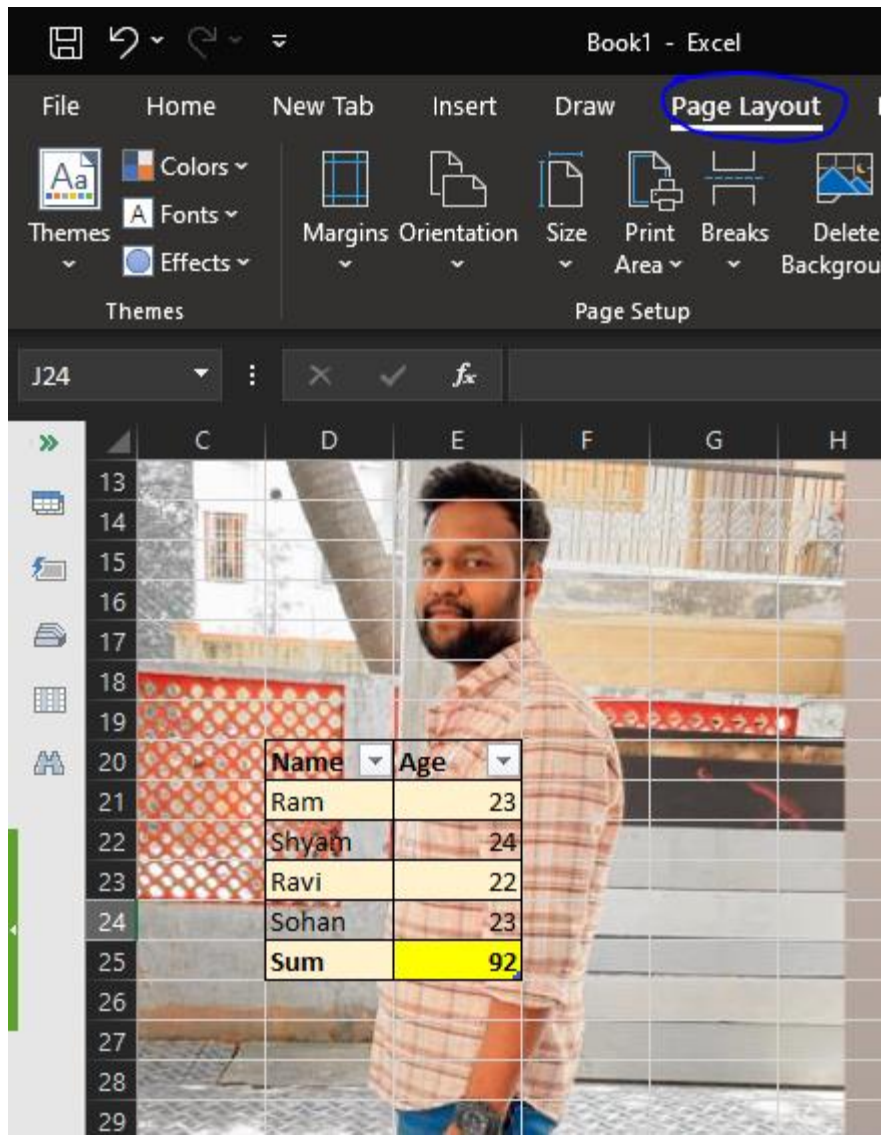 Book1 - Excel
File Home New Tab Insert Draw Page Layout
Aa
Themes
Colors
A Fonts
Effects
Margins Orientation Size Print Area Breaks Delete Backgrou
Themes Page Setup
J24 fx
C D E F G H
13
14
15
16
17
18
19
20 Name Age
21 Ram 23
22 Shyam 24
23 Ravi 22
24 Sohan 23
25 Sum 92
26
27
28
29